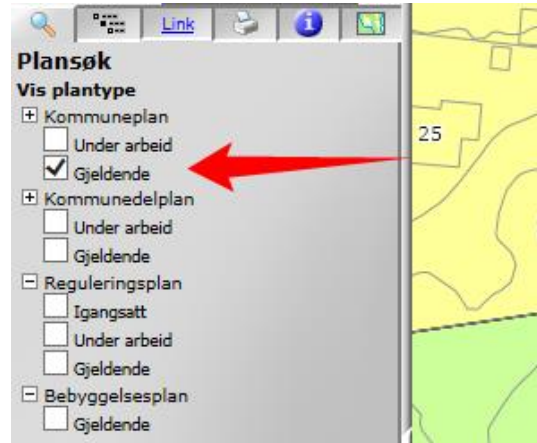 Link
Plansøk
Vis plantype
Kommuneplan
Under arbeid
Gjeldende
Kommunedelplan
Under arbeid
Gjeldende
Reguleringsplan
Igangsatt
Under arbeid
Gjeldende
Bebyggelsesplan
Gjeldende
25